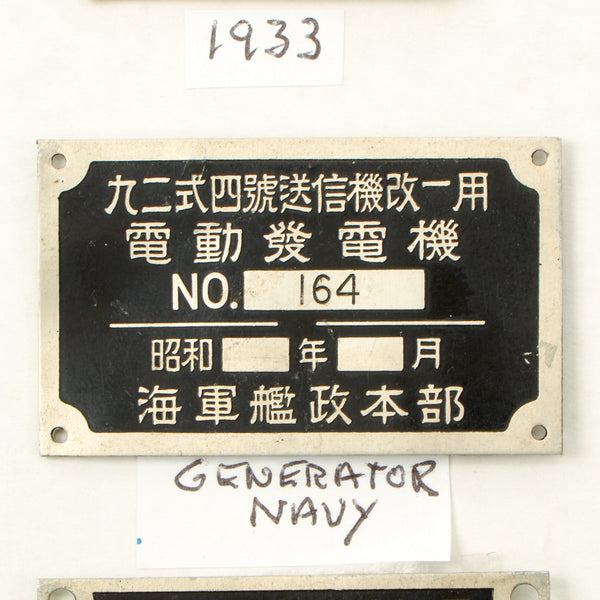 1933
九二式四號送信機改一用
電動發電機
NO. 164
昭和 年 月
海軍艦政本部
GENERATOR
NAVY